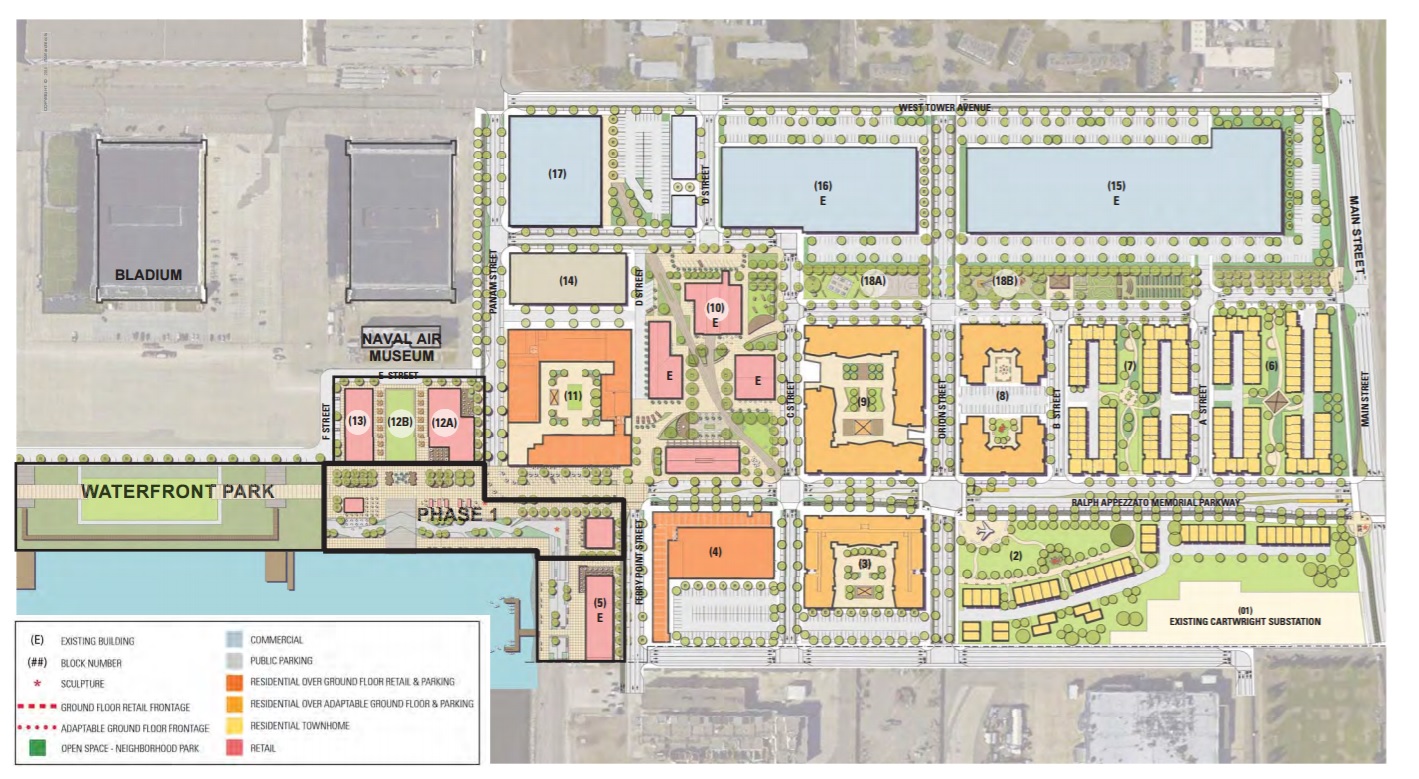 WEST TOWER AVENUE
(17)
D STREET
(16)
E
(15)
E
MAIN STREET
BLADIUM
PANAM STREET
D STREET
(14)
(10)
E
(18A)
(18B)
NAVAL AIR
MUSEUM
E STREET
F STREET
(13)
(12B)
(12A)
(11)
E
E
C STREET
(9)
ORION STREET
(8)
B STREET
(7)
A STREET
(6)
MAIN STREET
WATERFRONT PARK
PHASE 1
RALPH APPEZZATO MEMORIAL PARKWAY
FERRY POINT STREET
(4)
(3)
(2)
(5)
E
(01)
EXISTING CARTWRIGHT SUBSTATION
(E) EXISTING BUILDING
(##) BLOCK NUMBER
* SCULPTURE
GROUND FLOOR RETAIL FRONTAGE
ADAPTABLE GROUND FLOOR FRONTAGE
OPEN SPACE - NEIGHBORHOOD PARK
COMMERCIAL
PUBLIC PARKING
RESIDENTIAL OVER GROUND FLOOR RETAIL & PARKING
RESIDENTIAL OVER ADAPTABLE GROUND FLOOR & PARKING
RESIDENTIAL TOWNHOME
RETAIL